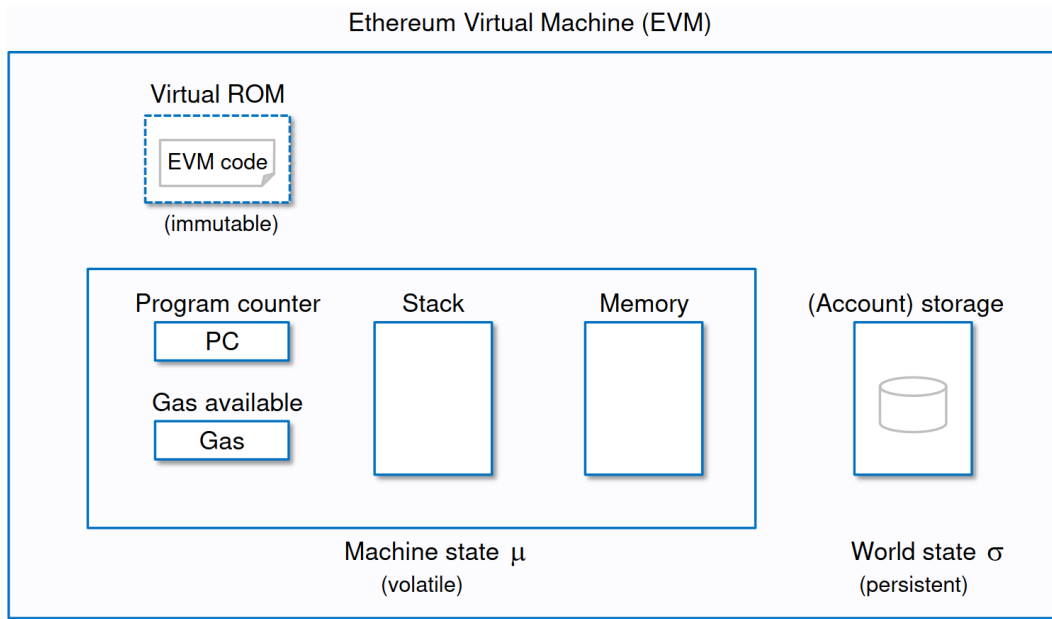 Ethereum Virtual Machine (EVM)
Virtual ROM
EVM code
(immutable)
Program counter
PC
Gas available
Gas
Stack
Memory
(Account) storage
Machine state μ
(volatile)
World state σ
(persistent)